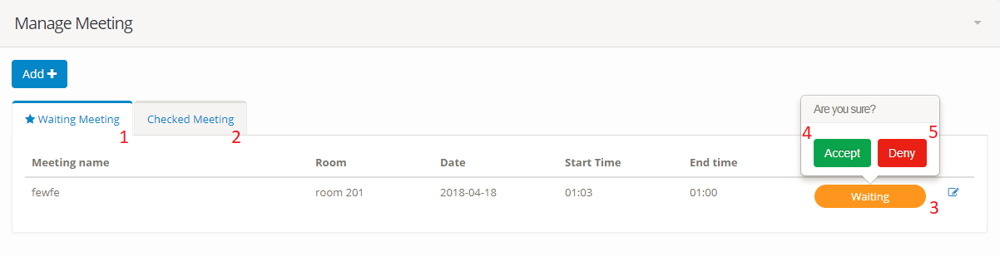 Manage Meeting
Add
Waiting Meeting
1
Checked Meeting
2
Are you sure?
4
5
Accept
Deny
Meeting name Room Date Start Time End time
fewfe room 201 2018-04-18 01:03 01:00 Waiting
3